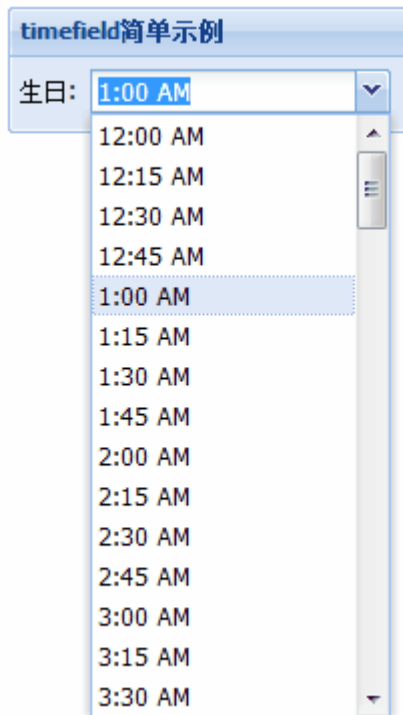 timefield简单示例
生日: 1:00 AM
12:00 AM
12:15 AM
12:30 AM
12:45 AM
1:00 AM
1:15 AM
1:30 AM
1:45 AM
2:00 AM
2:15 AM
2:30 AM
2:45 AM
3:00 AM
3:15 AM
3:30 AM